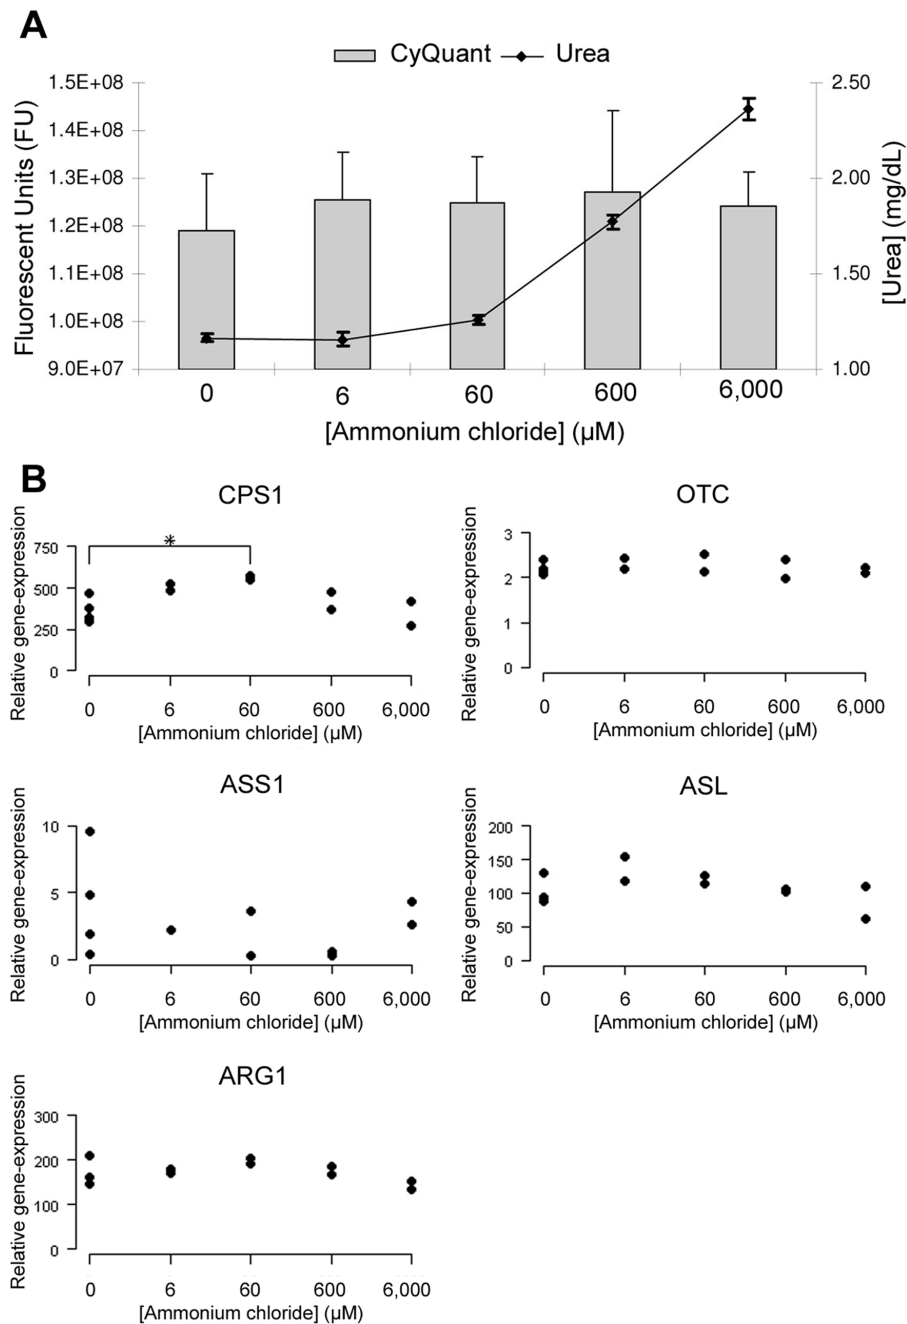 A
CyQuant Urea
Fluorescent Units (FU)
1.5E+08
1.4E+08
1.3E+08
1.2E+08
1.1E+08
1.0E+08
9.0E+07
2.50
2.00
1.50
1.00
[Urea] (mg/dL)
0 6 60 600 6,000
[Ammonium chloride] (µM)
B
CPS1
Relative gene-expression
750
500
250
0
*
0 6 60 600 6,000
[Ammonium chloride] (µM)
OTC
Relative gene-expression
3
2
1
0
0 6 60 600 6,000
[Ammonium chloride] (µM)
ASS1
Relative gene-expression
10
5
0
0 6 60 600 6,000
[Ammonium chloride] (µM)
ASL
Relative gene-expression
200
150
100
50
0
0 6 60 600 6,000
[Ammonium chloride] (µM)
ARG1
Relative gene-expression
300
200
100
0
0 6 60 600 6,000
[Ammonium chloride] (µM)